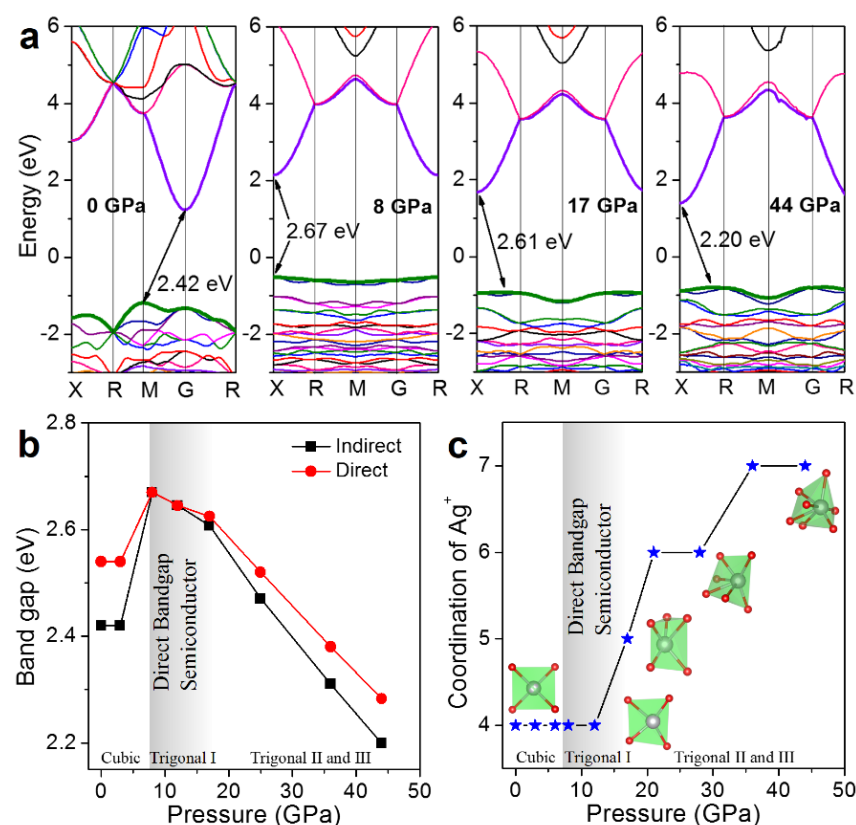 a
6
4
2
0
-2
Energy (eV)
0 GPa
2.42 eV
X R M G R
6
4
2
0
-2
8 GPa
2.67 eV
X R M G R
6
4
2
0
-2
17 GPa
2.61 eV
X R M G R
6
4
2
0
-2
44 GPa
2.20 eV
X R M G R
b
2.8
2.6
2.4
2.2
Band gap (eV)
Indirect
Direct
Direct Bandgap
Semiconductor
Cubic
Trigonal I
Trigonal II and III
0 10 20 30 40 50
Pressure (GPa)
c
7
6
5
4
Coordination of Ag⁺
Direct Bandgap
Semiconductor
Cubic
Trigonal I
Trigonal II and III
0 10 20 30 40 50
Pressure (GPa)